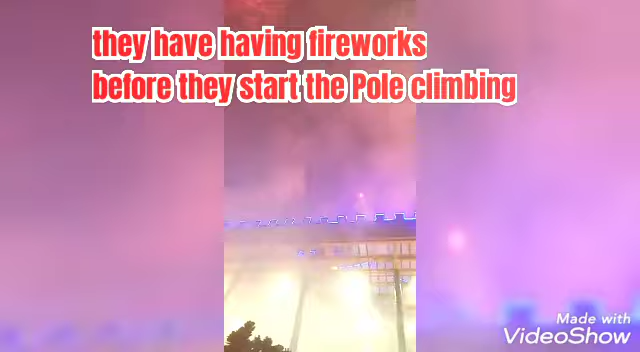 they have having fireworks
before they start the Pole climbing
Made with
VideoShow